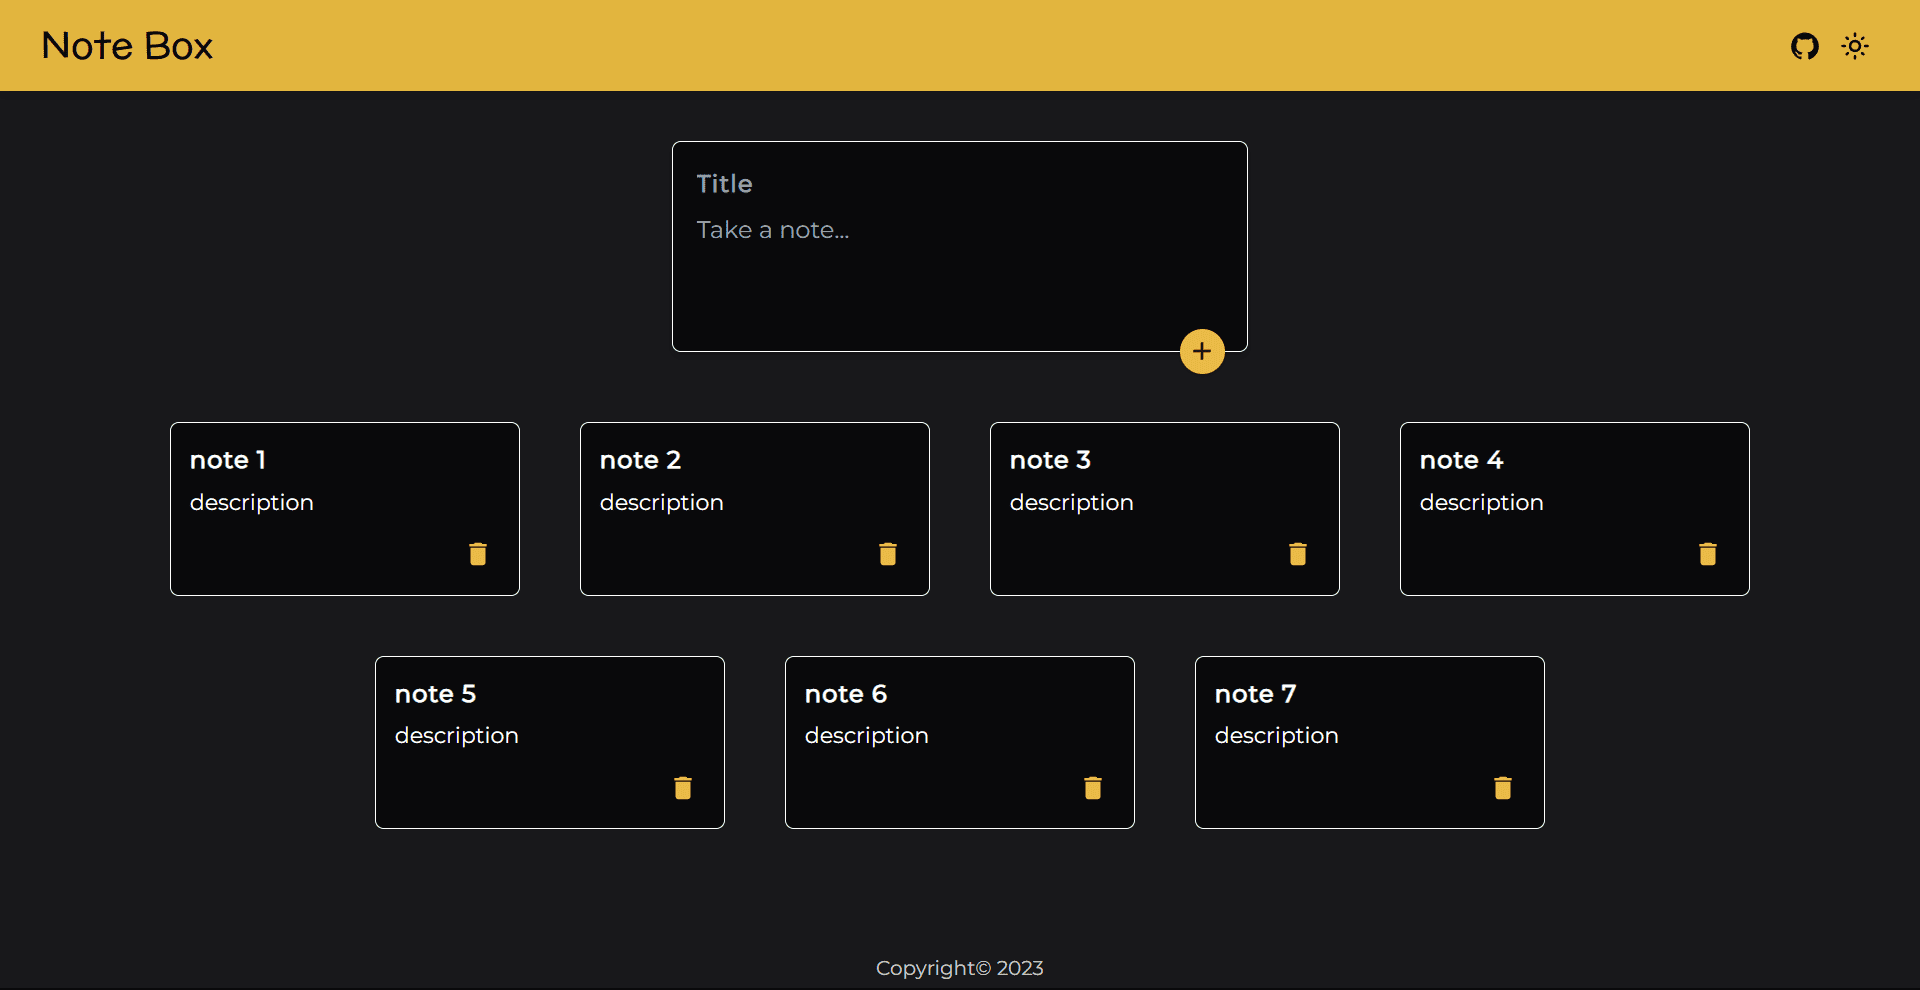 Note Box
Title
Take a note...
note 1
description
note 2
description
note 3
description
note 4
description
note 5
description
note 6
description
note 7
description
Copyright© 2023